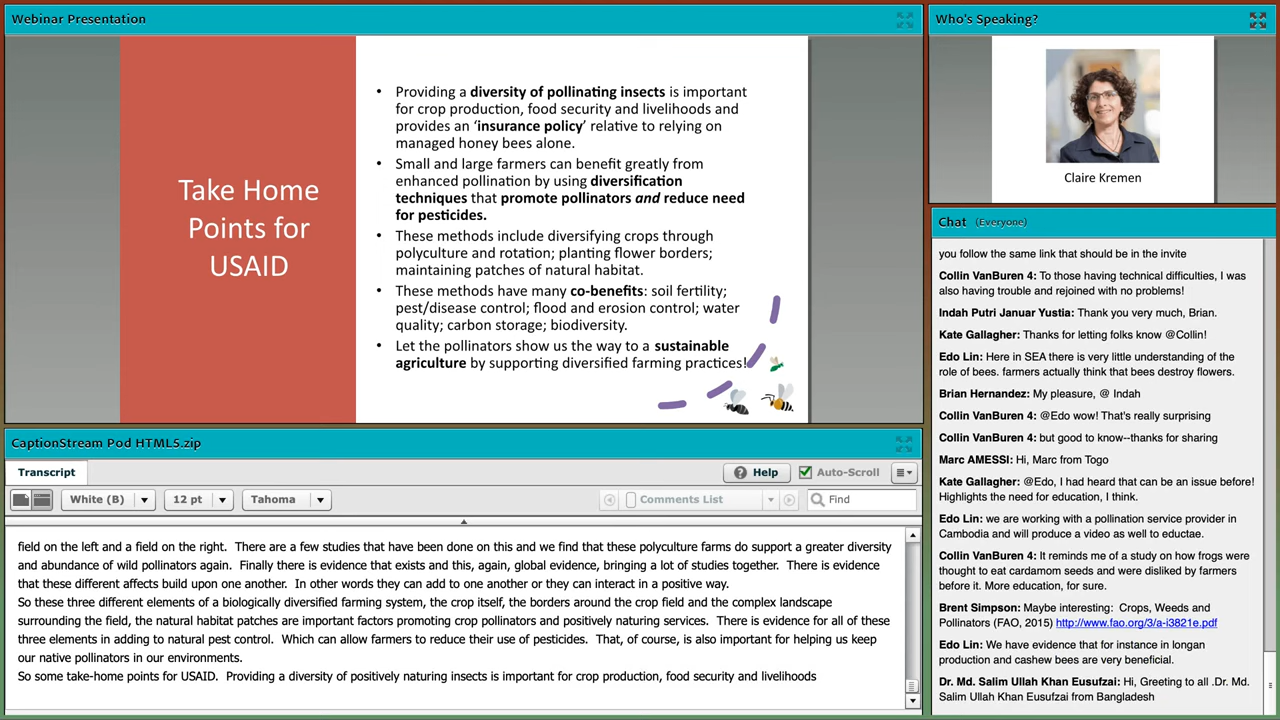 Webinar Presentation
Take Home
Points for
USAID
• Providing a diversity of pollinating insects is important
for crop production, food security and livelihoods and
provides an ‘insurance policy’ relative to relying on
managed honey bees alone.
• Small and large farmers can benefit greatly from
enhanced pollination by using diversification
techniques that promote pollinators and reduce need
for pesticides.
• These methods include diversifying crops through
polyculture and rotation; planting flower borders;
maintaining patches of natural habitat.
• These methods have many co-benefits: soil fertility;
pest/disease control; flood and erosion control; water
quality; carbon storage; biodiversity.
• Let the pollinators show us the way to a sustainable
agriculture by supporting diversified farming practices!
CaptionStream Pod HTML5.zip
Transcript
Help
Auto-Scroll
White (B)
12 pt
Tahoma
Comments List
Find
field on the left and a field on the right. There are a few studies that have been done on this and we find that these polyculture farms do support a greater diversity
and abundance of wild pollinators again. Finally there is evidence that exists and this, again, global evidence, bringing a lot of studies together. There is evidence
that these different affects build upon one another. In other words they can add to one another or they can interact in a positive way.
So these three different elements of a biologically diversified farming system, the crop itself, the borders around the crop field and the complex landscape
surrounding the field, the natural habitat patches are important factors promoting crop pollinators and positively naturing services. There is evidence for all of these
three elements in adding to natural pest control. Which can allow farmers to reduce their use of pesticides. That, of course, is also important for helping us keep
our native pollinators in our environments.
So some take-home points for USAID. Providing a diversity of positively naturing insects is important for crop production, food security and livelihoods
Who's Speaking?
Claire Kremen
Chat (Everyone)
you follow the same link that should be in the invite
Collin VanBuren 4: To those having technical difficulties, I was
also having trouble and rejoined with no problems!
Indah Putri Januar Yustia: Thank you very much, Brian.
Kate Gallagher: Thanks for letting folks know @Collin!
Edo Lin: Here in SEA there is very little understanding of the
role of bees. farmers actually think that bees destroy flowers.
Brian Hernandez: My pleasure, @ Indah
Collin VanBuren 4: @Edo wow! That's really surprising
Collin VanBuren 4: but good to know--thanks for sharing
Marc AMESSI: Hi, Marc from Togo
Kate Gallagher: @Edo, I had heard that can be an issue before!
Highlights the need for education, I think.
Edo Lin: we are working with a pollination service provider in
Cambodia and will produce a video as well to eductae.
Collin VanBuren 4: It reminds me of a study on how frogs were
thought to eat cardamom seeds and were disliked by farmers
before it. More education, for sure.
Brent Simpson: Maybe interesting: Crops, Weeds and
Pollinators (FAO, 2015) http://www.fao.org/3/a-i3821e.pdf
Edo Lin: We have evidence that for instance in longan
production and cashew bees are very beneficial.
Dr. Md. Salim Ullah Khan Eusufzai: Hi, Greeting to all .Dr. Md.
Salim Ullah Khan Eusufzai from Bangladesh